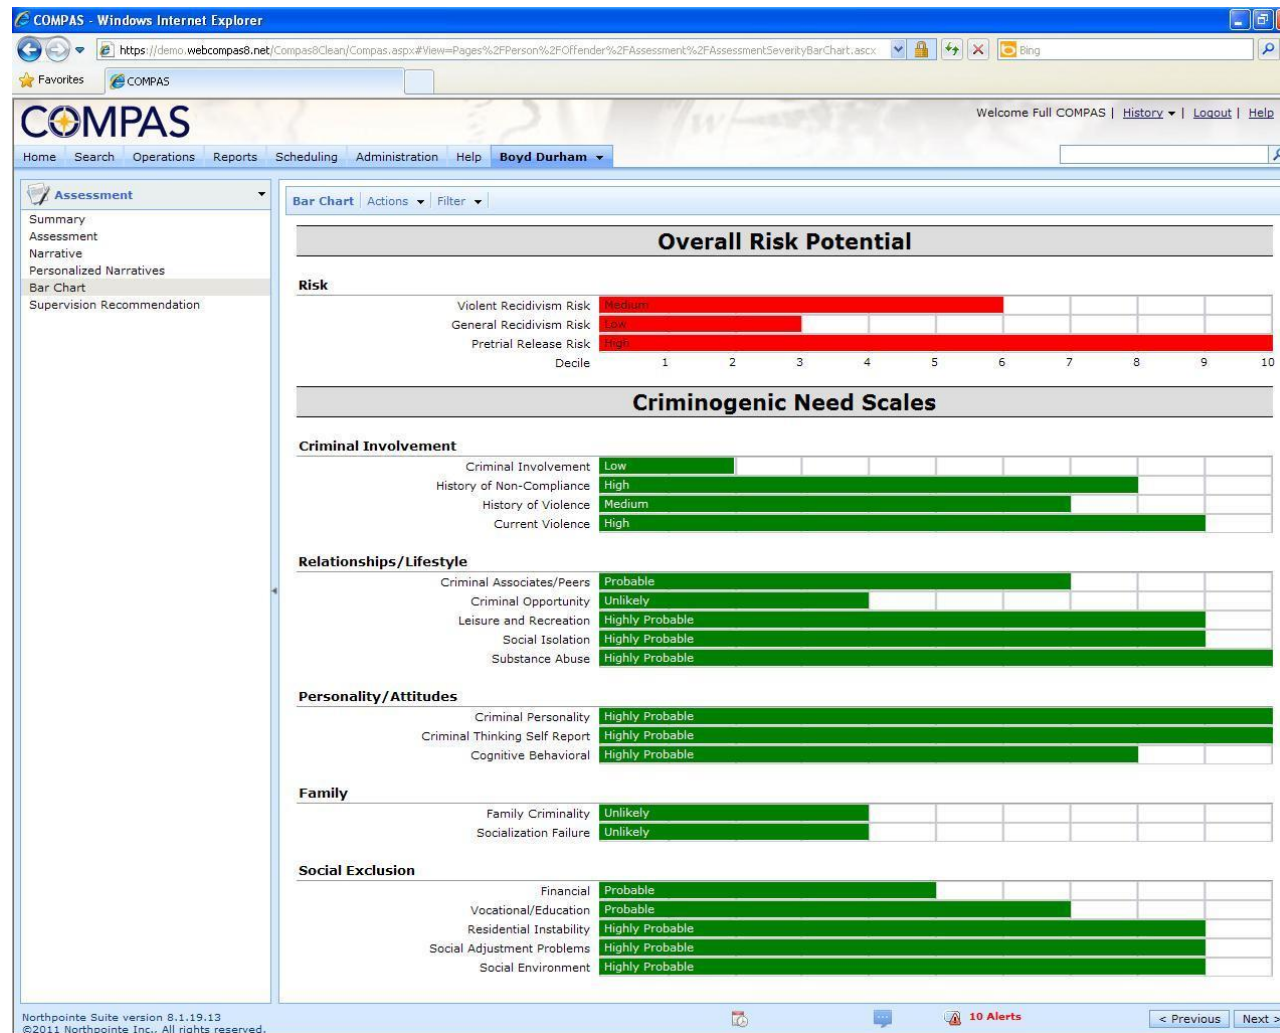 COMPAS - Windows Internet Explorer
https://demo.webcompas8.net/Compas8Clean/Compas.aspx#View=Pages%2FPerson%2FOffender%2FAssessment%2FAssessmentSeverityBarChart.ascx Bing
Favorites COMPAS
COMPAS
Welcome Full COMPAS | History | Logout | Help
Home Search Operations Reports Scheduling Administration Help Boyd Durham
Assessment
Summary
Assessment
Narrative
Personalized Narratives
Bar Chart
Supervision Recommendation
Bar Chart Actions Filter
Overall Risk Potential
Risk
Violent Recidivism Risk Medium
General Recidivism Risk Low
Pretrial Release Risk High
Decile 1 2 3 4 5 6 7 8 9 10
Criminogenic Need Scales
Criminal Involvement
Criminal Involvement Low
History of Non-Compliance High
History of Violence Medium
Current Violence High
Relationships/Lifestyle
Criminal Associates/Peers Probable
Criminal Opportunity Unlikely
Leisure and Recreation Highly Probable
Social Isolation Highly Probable
Substance Abuse Highly Probable
Personality/Attitudes
Criminal Personality Highly Probable
Criminal Thinking Self Report Highly Probable
Cognitive Behavioral Highly Probable
Family
Family Criminality Unlikely
Socialization Failure Unlikely
Social Exclusion
Financial Probable
Vocational/Education Probable
Residential Instability Highly Probable
Social Adjustment Problems Highly Probable
Social Environment Highly Probable
Northpointe Suite version 8.1.19.13
©2011 Northpointe Inc., All rights reserved.
10 Alerts
< Previous Next >